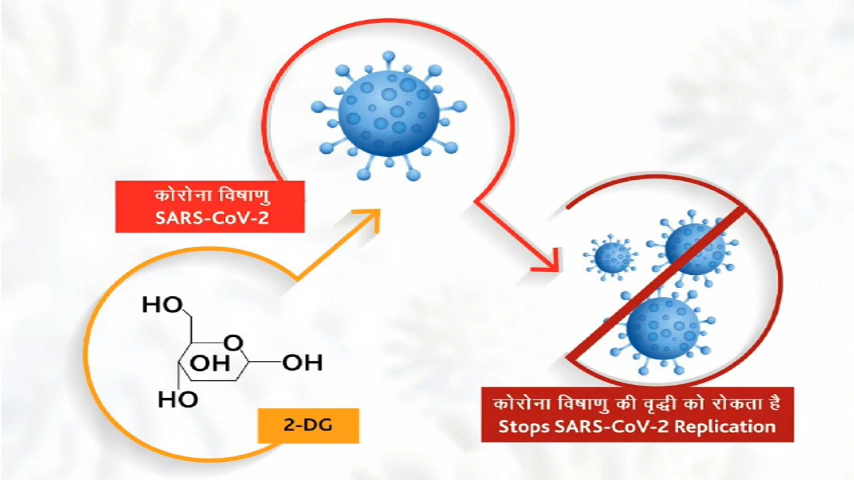 कोरोना विषाणु
SARS-CoV-2
HO
O
OH
OH
HO
2-DG
कोरोना विषाणु की वृद्धी को रोकता है
Stops SARS-CoV-2 Replication